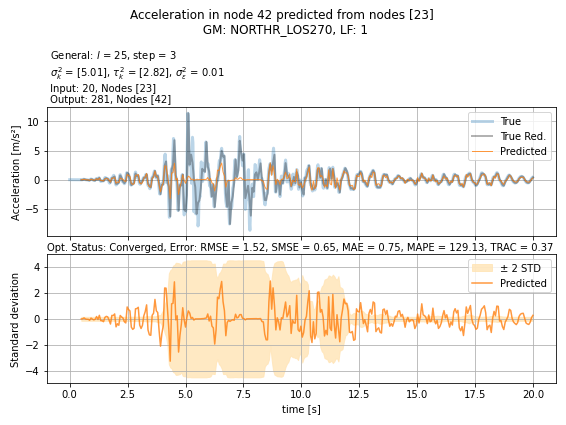 Acceleration in node 42 predicted from nodes [23]
GM: NORTHR_LOS270, LF: 1
General: l = 25, step = 3
σ²ₖ = [5.01], τ²ₖ = [2.82], σ²ε = 0.01
Input: 20, Nodes [23]
Output: 281, Nodes [42]
Acceleration [m/s²]
10
5
0
−5
True
True Red.
Predicted
Opt. Status: Converged, Error: RMSE = 1.52, SMSE = 0.65, MAE = 0.75, MAPE = 129.13, TRAC = 0.37
Standard deviation
4
2
0
−2
−4
± 2 STD
Predicted
0.0 2.5 5.0 7.5 10.0 12.5 15.0 17.5 20.0
time [s]